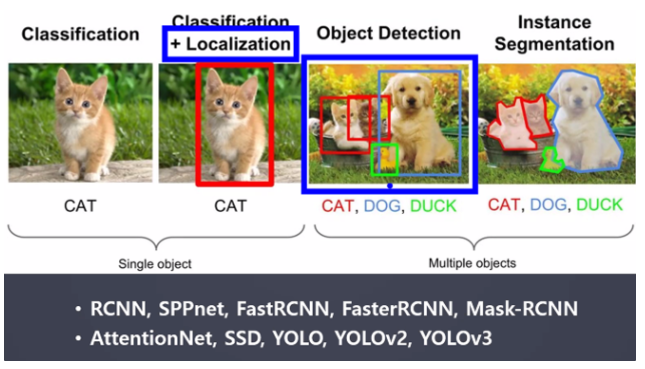 Classification
Classification
+ Localization
Object Detection
Instance
Segmentation
CAT
CAT
CAT, DOG, DUCK
CAT, DOG, DUCK
Single object
Multiple objects
• RCNN, SPPnet, FastRCNN, FasterRCNN, Mask-RCNN
• AttentionNet, SSD, YOLO, YOLOv2, YOLOv3